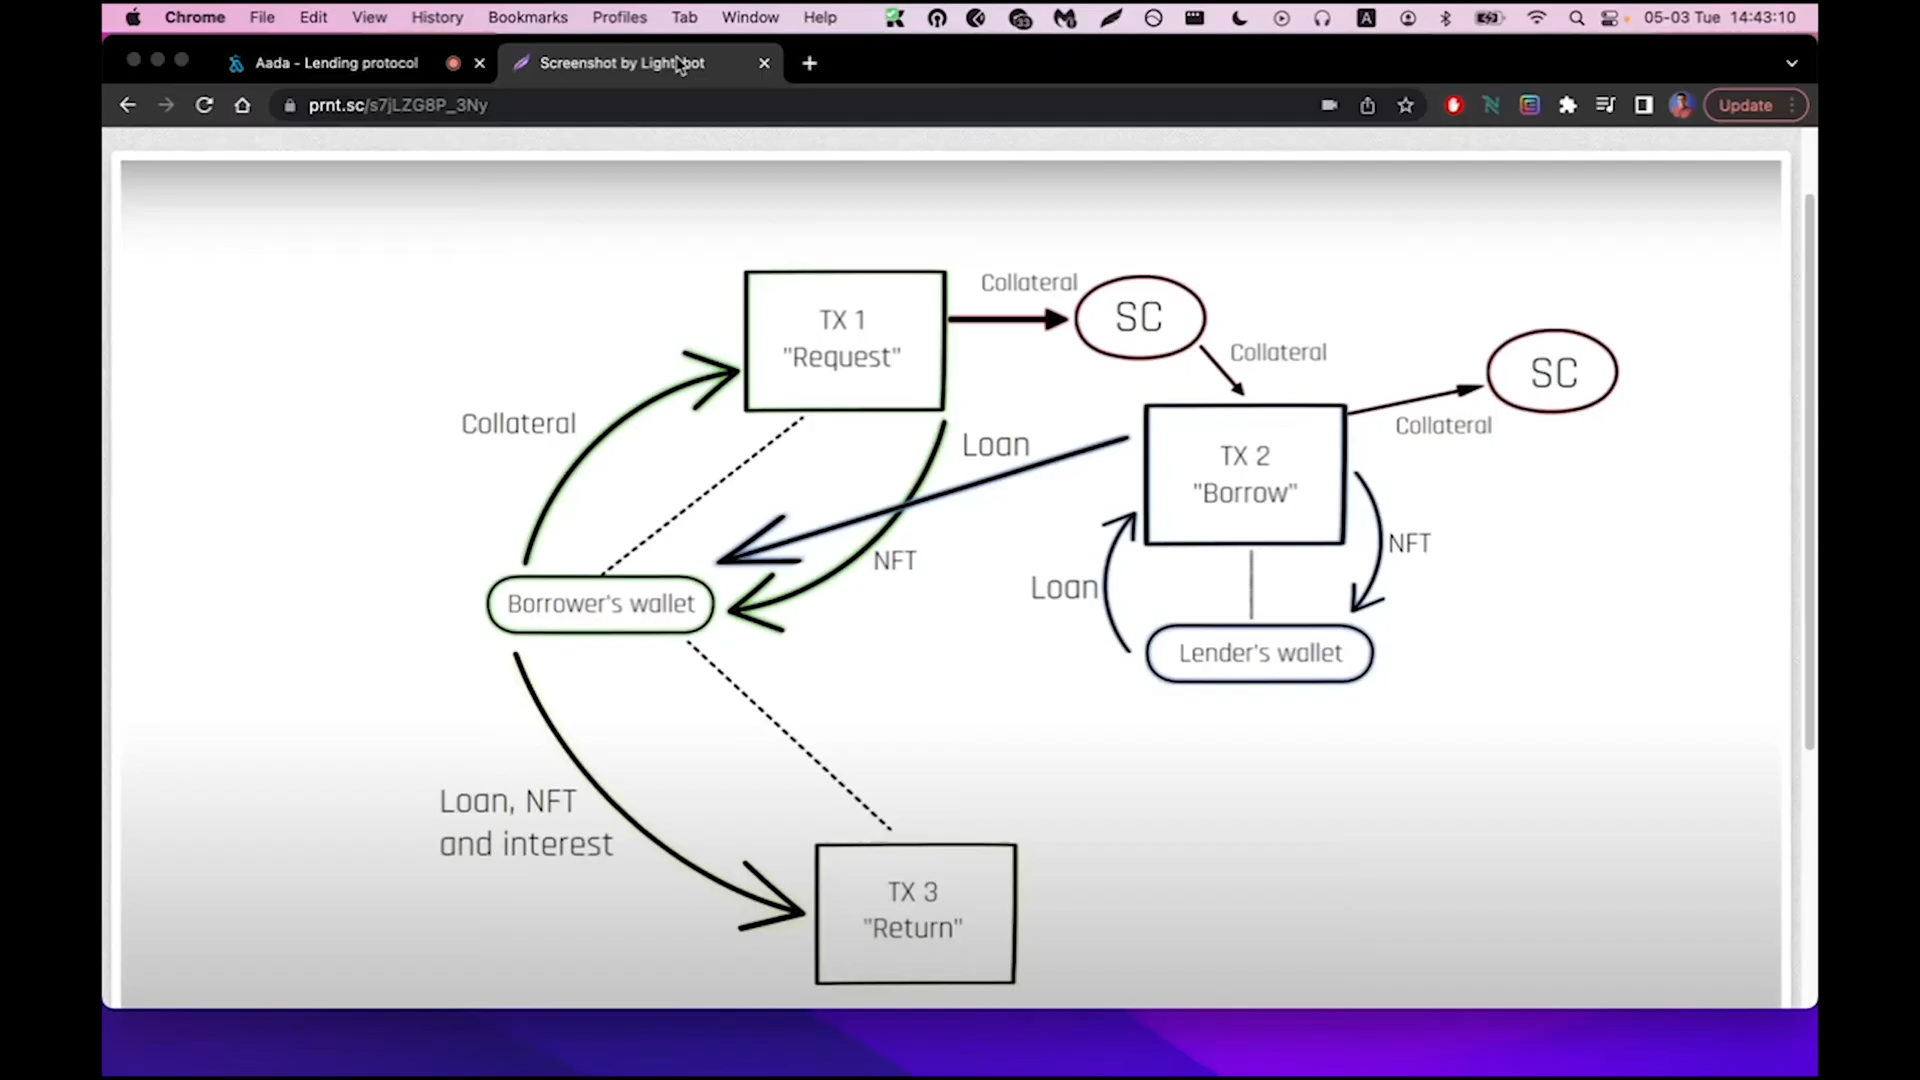 Chrome File Edit View History Bookmarks Profiles Tab Window Help A 05-03 Tue 14:43:10
Aada - Lending protocol Screenshot by Lightshot
prnt.sc/s7jLZG8P_3Ny Update
TX 1
"Request"
Collateral
SC
Collateral
SC
Collateral
Collateral
Loan
TX 2
"Borrow"
NFT
NFT
Loan
Borrower's wallet
Lender's wallet
Loan, NFT
and interest
TX 3
"Return"